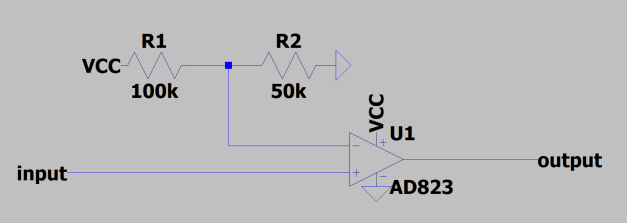 R1
R2
VCC
100k
50k
VCC
U1
input
output
AD823